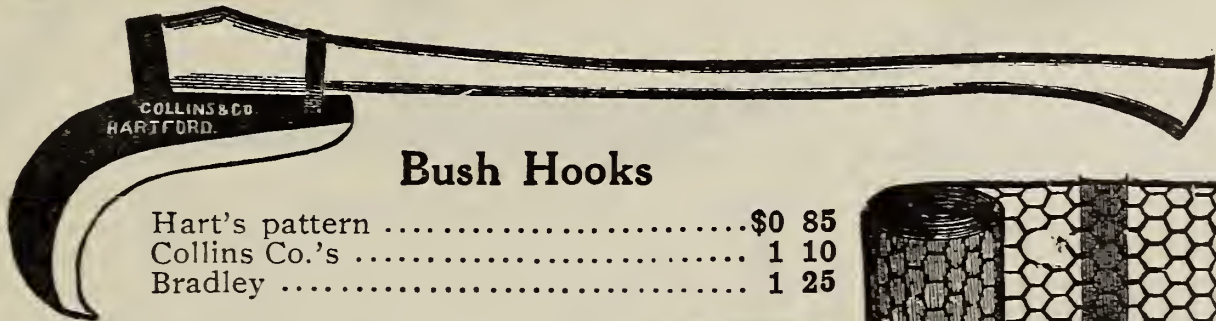 COLLINS & CO.
HARTFORD.
Bush Hooks
Hart's pattern ........................ $0 85
Collins Co.'s .......................... 1 10
Bradley ................................ 1 25